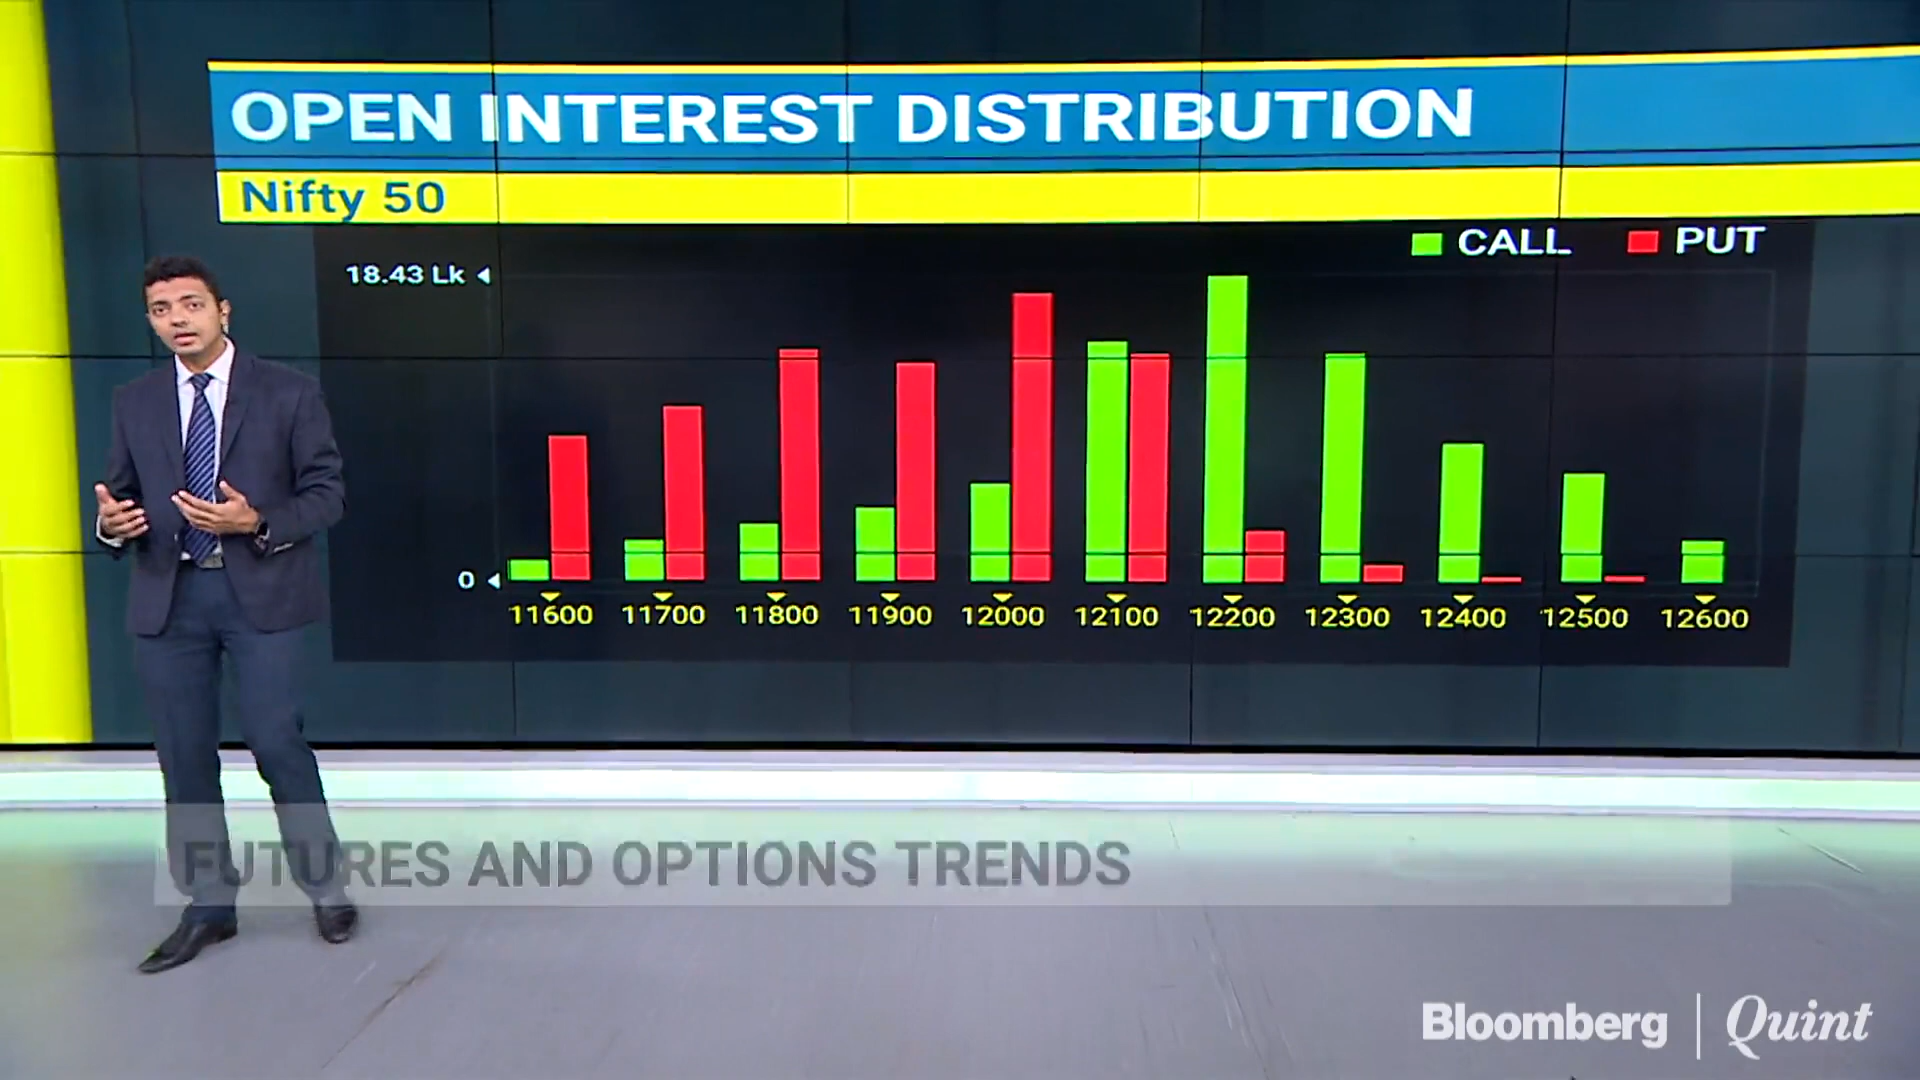 OPEN INTEREST DISTRIBUTION
Nifty 50
CALL PUT
18.43 Lk
0
11600 11700 11800 11900 12000 12100 12200 12300 12400 12500 12600
FUTURES AND OPTIONS TRENDS
Bloomberg | Quint